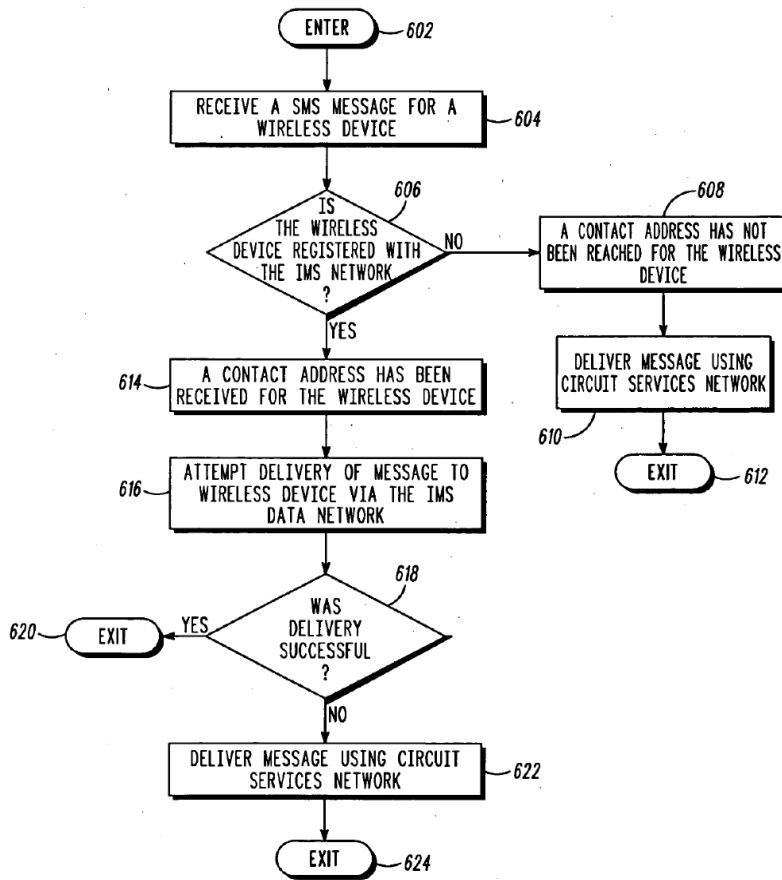 ENTER
602
RECEIVE A SMS MESSAGE FOR A
WIRELESS DEVICE
604
IS
THE WIRELESS
DEVICE REGISTERED WITH
THE IMS NETWORK
?
606
NO
YES
608
A CONTACT ADDRESS HAS NOT
BEEN REACHED FOR THE WIRELESS
DEVICE
DELIVER MESSAGE USING
CIRCUIT SERVICES NETWORK
610
EXIT
612
614
A CONTACT ADDRESS HAS BEEN
RECEIVED FOR THE WIRELESS DEVICE
616
ATTEMPT DELIVERY OF MESSAGE TO
WIRELESS DEVICE VIA THE IMS
DATA NETWORK
618
WAS
DELIVERY
SUCCESSFUL
?
YES
620
EXIT
NO
DELIVER MESSAGE USING CIRCUIT
SERVICES NETWORK
622
EXIT
624